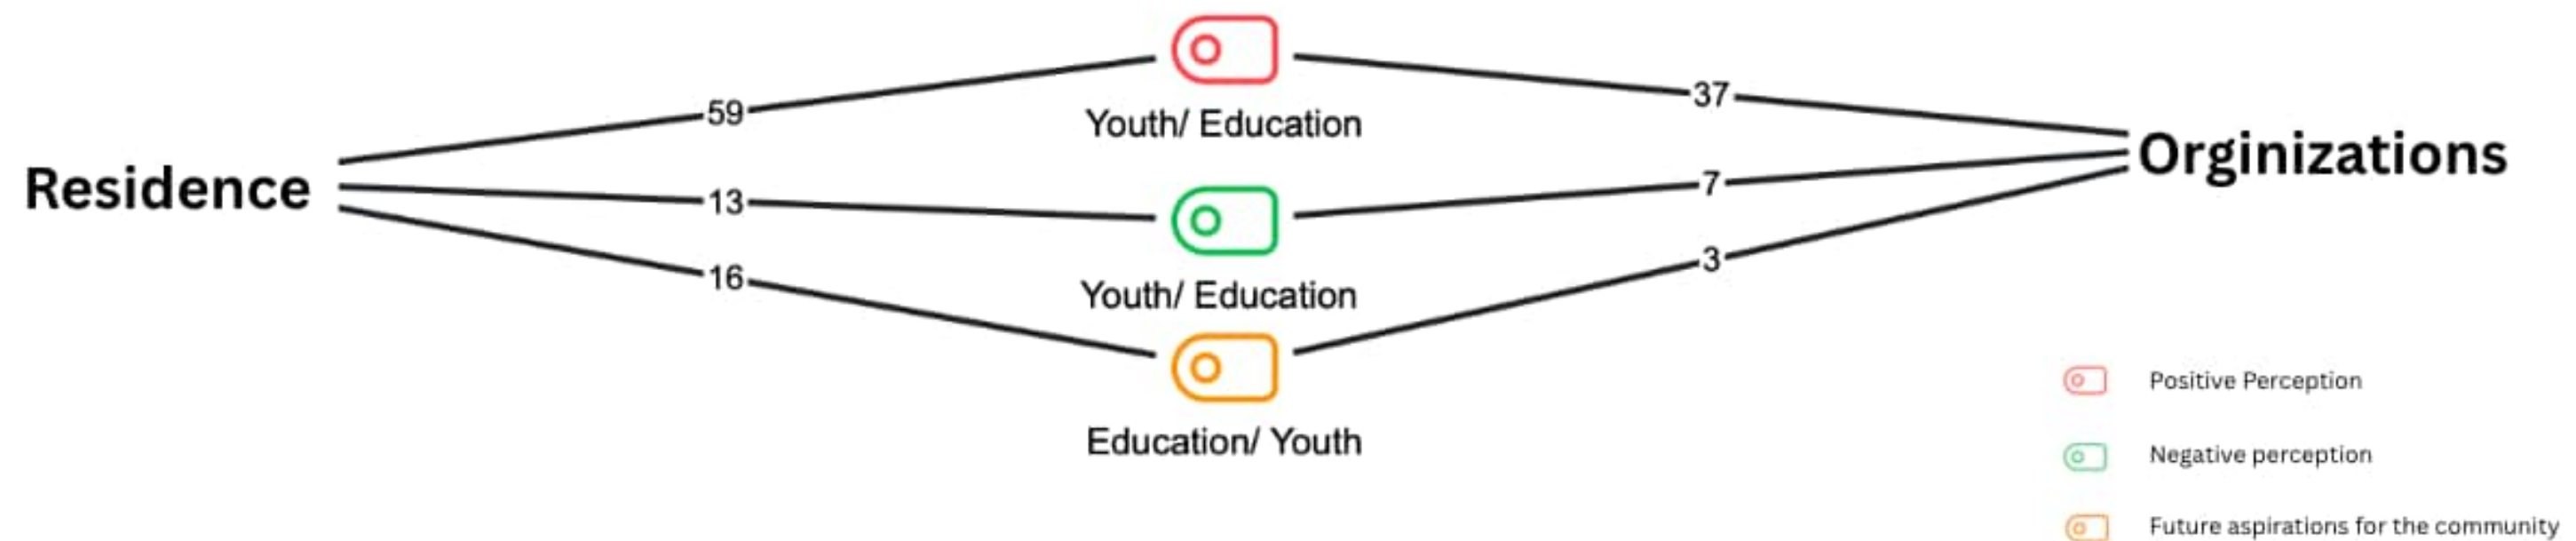 59
37
Youth/ Education
Residence
Orginizations
13
7
Youth/ Education
16
3
Education/ Youth
Positive Perception
Negative perception
Future aspirations for the community